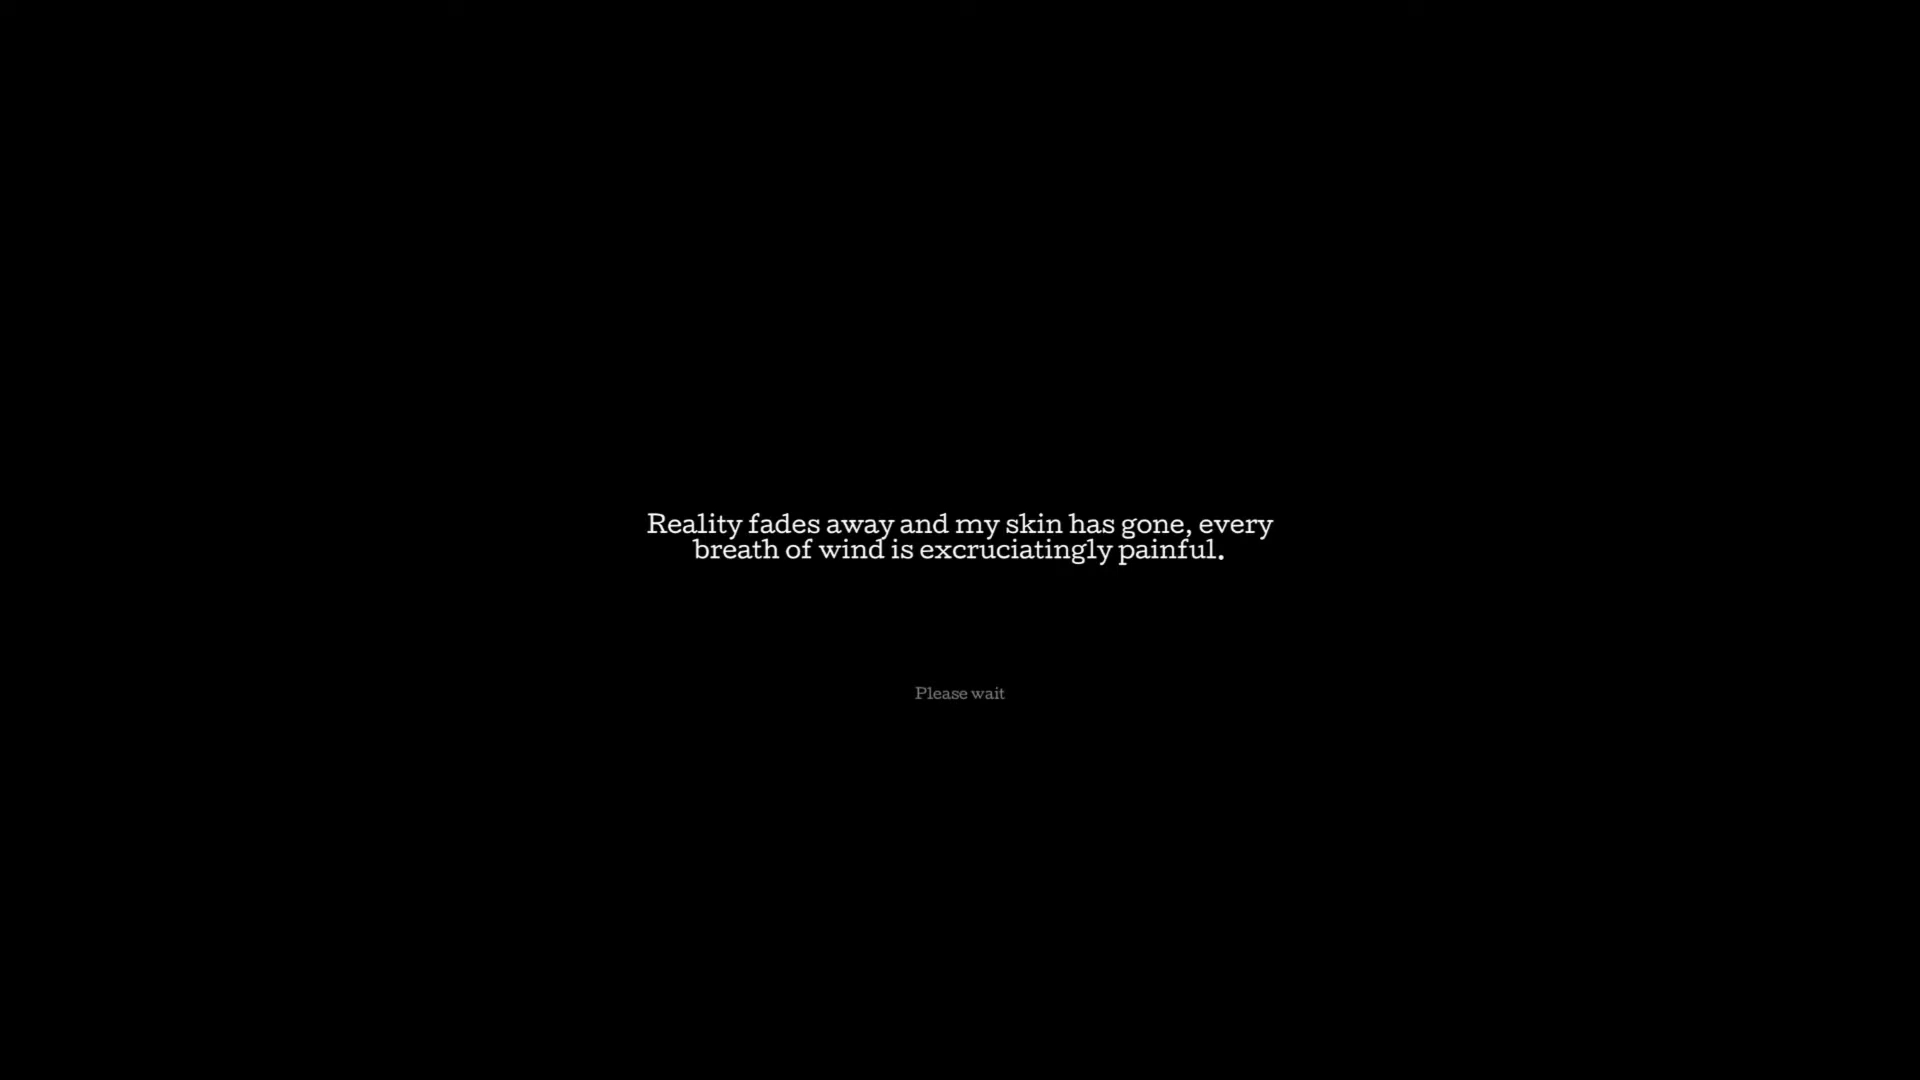 Reality fades away and my skin has gone, every
breath of wind is excruciatingly painful.
Please wait